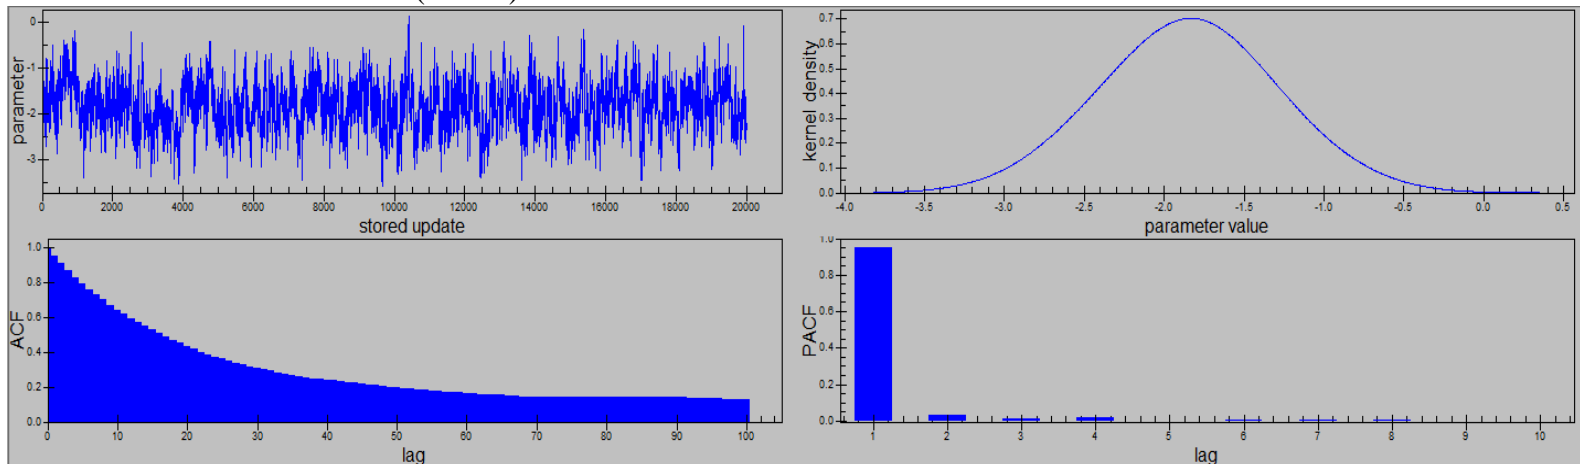 parameter
0
-1
-2
-3
0 2000 4000 6000 8000 10000 12000 14000 16000 18000 20000
stored update
kernel density
0.7
0.6
0.5
0.4
0.3
0.2
0.1
0.0
-4.0 -3.5 -3.0 -2.5 -2.0 -1.5 -1.0 -0.5 0.0 0.5
parameter value
ACF
1.0
0.8
0.6
0.4
0.2
0.0
0 10 20 30 40 50 60 70 80 90 100
lag
PACF
1.0
0.8
0.6
0.4
0.2
0.0
1 2 3 4 5 6 7 8 9 10
lag